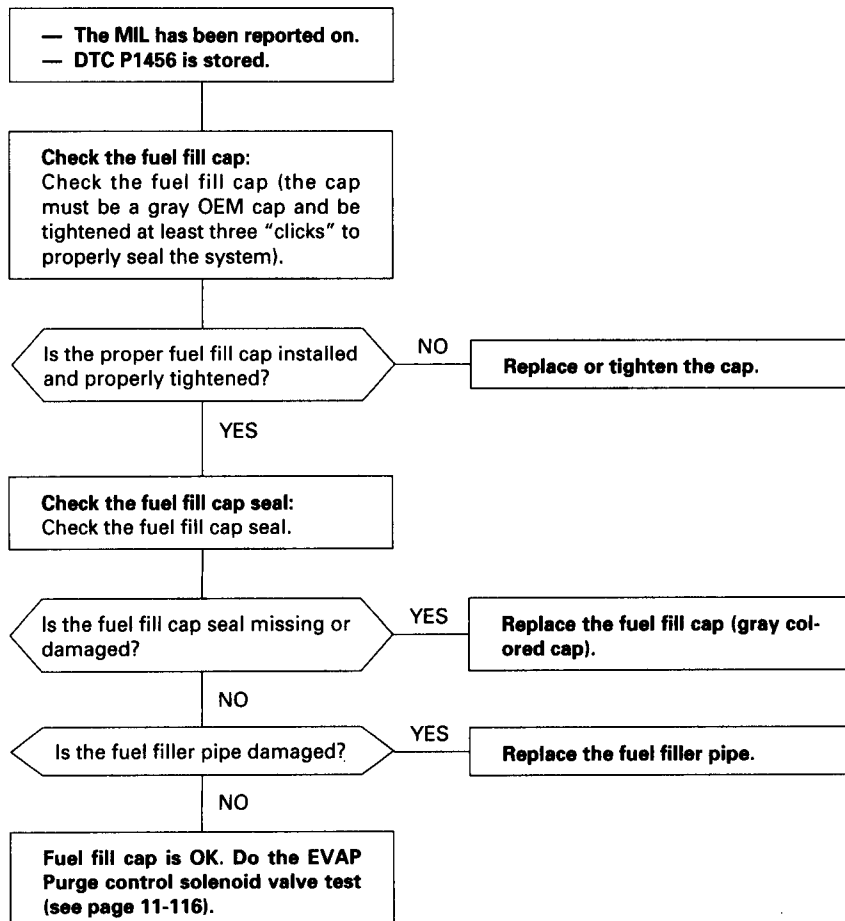 — The MIL has been reported on.
— DTC P1456 is stored.
Check the fuel fill cap:
Check the fuel fill cap (the cap
must be a gray OEM cap and be
tightened at least three "clicks" to
properly seal the system).
Is the proper fuel fill cap installed
and properly tightened?
NO
Replace or tighten the cap.
YES
Check the fuel fill cap seal:
Check the fuel fill cap seal.
Is the fuel fill cap seal missing or
damaged?
YES
Replace the fuel fill cap (gray col-
ored cap).
NO
Is the fuel filler pipe damaged?
YES
Replace the fuel filler pipe.
NO
Fuel fill cap is OK. Do the EVAP
Purge control solenoid valve test
(see page 11-116).